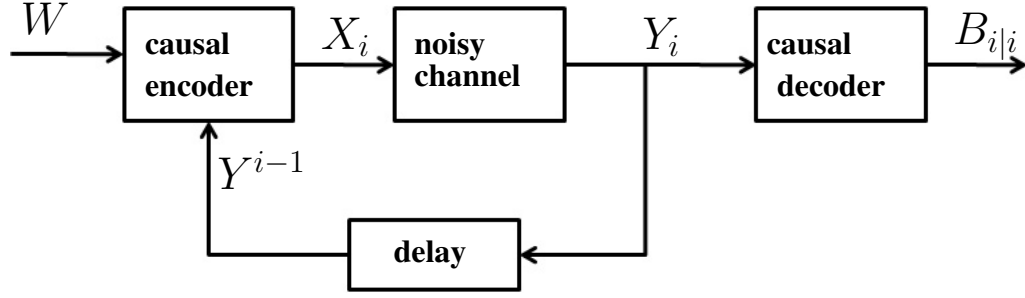 W
causal
encoder
X_i
noisy
channel
Y_i
causal
decoder
B_{i|i}
Y^{i-1}
delay